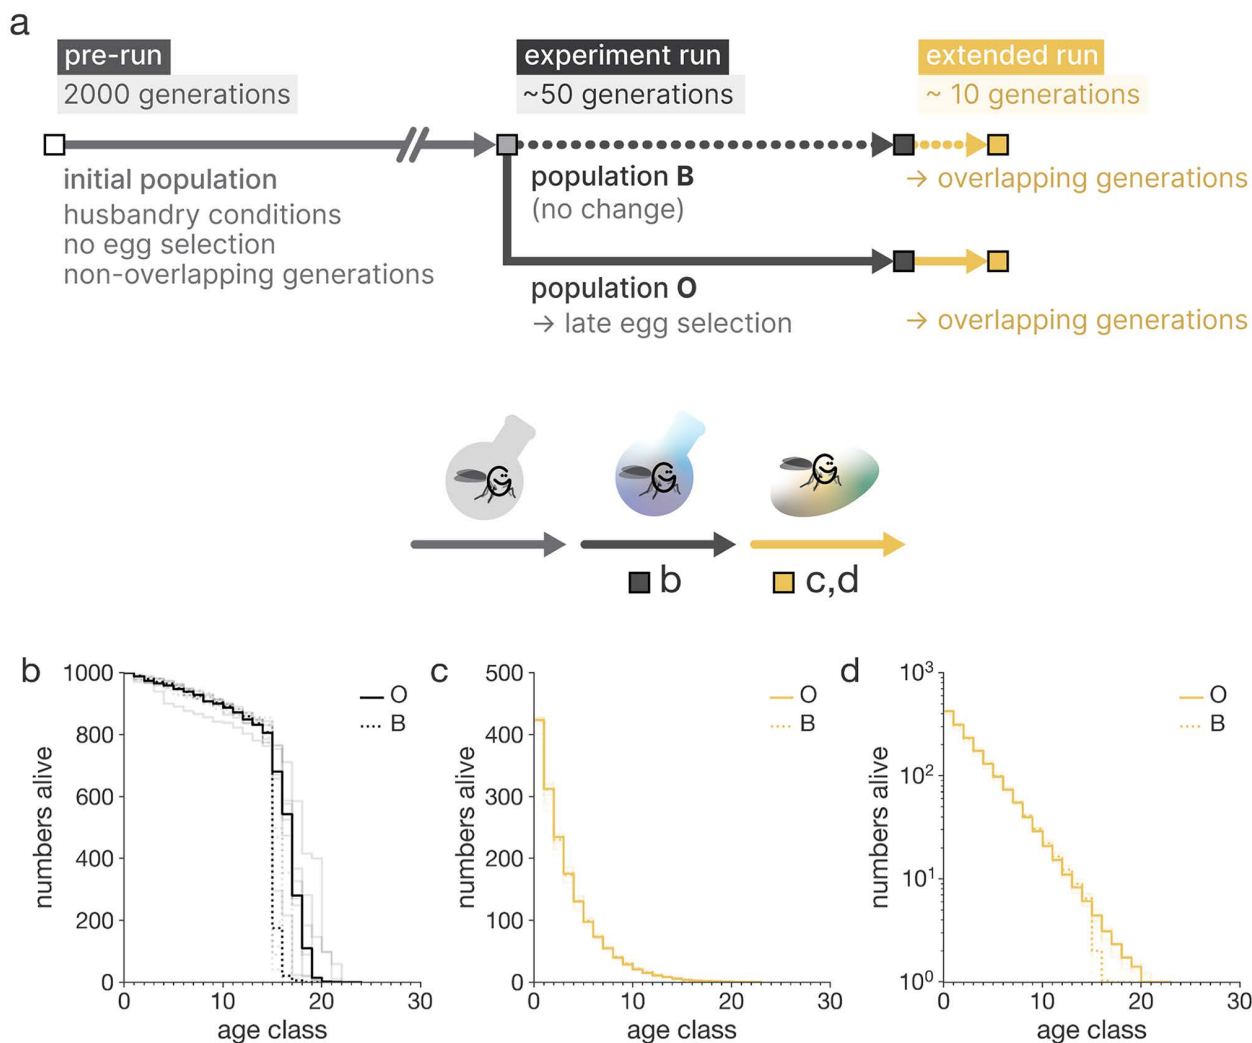 a
pre-run
2000 generations
experiment run
~50 generations
extended run
~ 10 generations
initial population
husbandry conditions
no egg selection
non-overlapping generations
population B
(no change)
→ overlapping generations
population O
→ late egg selection
→ overlapping generations
b
c,d
b
1000
800
600
400
200
0
numbers alive
O
B
0
10
20
30
age class
c
500
400
300
200
100
0
numbers alive
O
B
0
10
20
30
age class
d
10³
10²
10¹
10⁰
numbers alive
O
B
0
10
20
30
age class